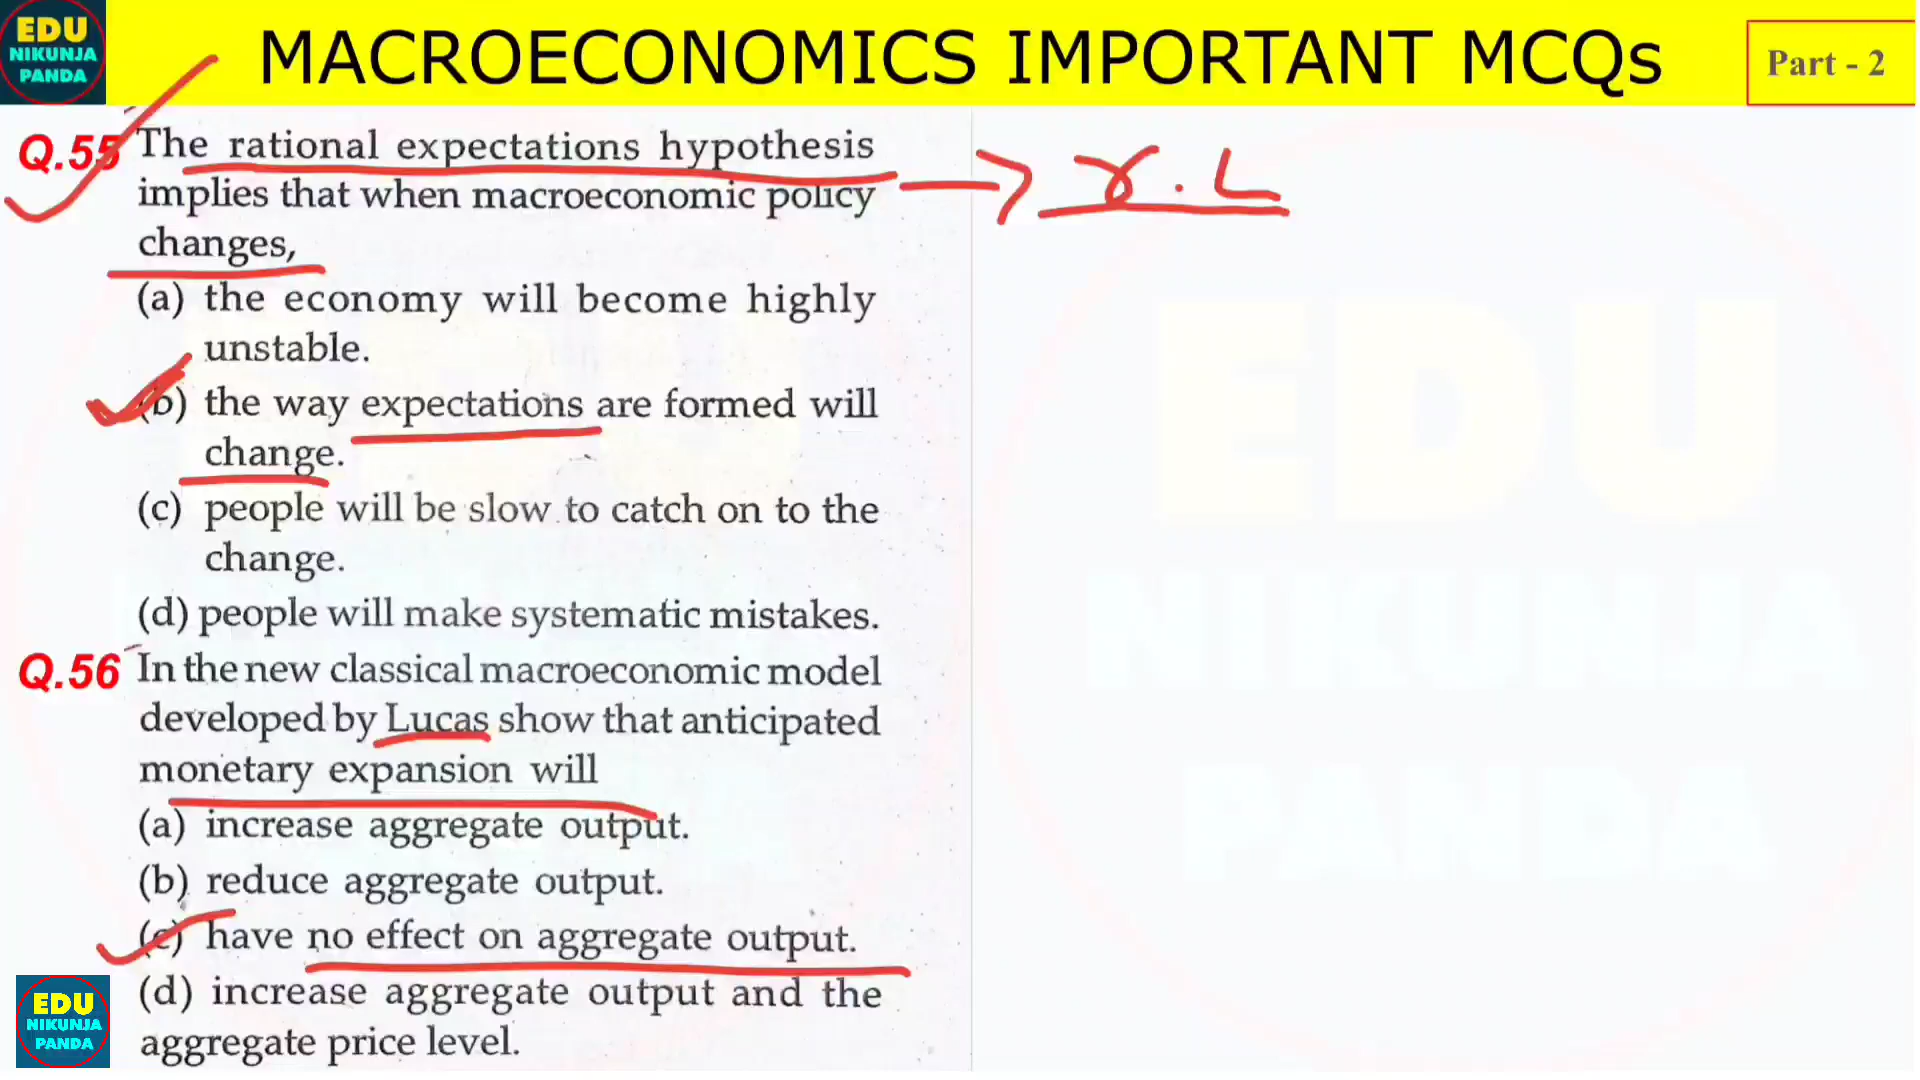 EDU
NIKUNJA
PANDA
MACROECONOMICS IMPORTANT MCQs
Part - 2
Q.55 The rational expectations hypothesis
implies that when macroeconomic policy
changes,
(a) the economy will become highly
unstable.
(b) the way expectations are formed will
change.
(c) people will be slow to catch on to the
change.
(d) people will make systematic mistakes.
Q.56 In the new classical macroeconomic model
developed by Lucas show that anticipated
monetary expansion will
(a) increase aggregate output.
(b) reduce aggregate output.
(c) have no effect on aggregate output.
(d) increase aggregate output and the
aggregate price level.
EDU
NIKUNJA
PANDA
EDU
NIKUNJA
PANDA